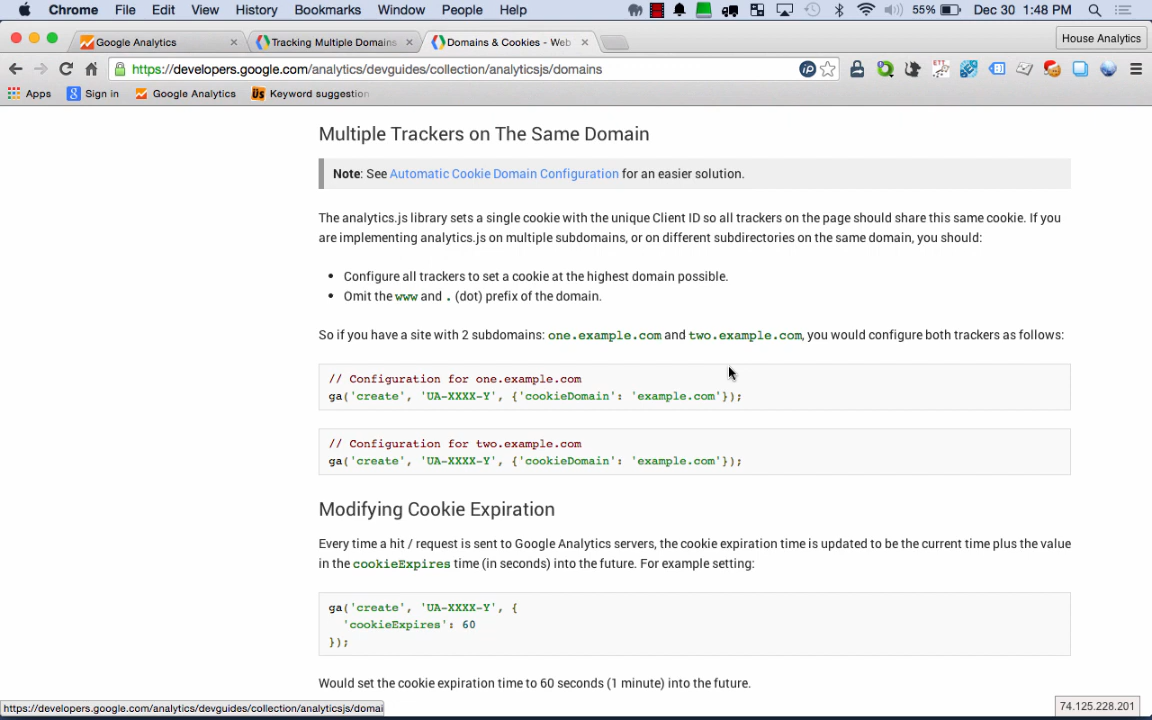 Chrome File Edit View History Bookmarks Window People Help 55% Dec 30 1:48 PM
Google Analytics Tracking Multiple Domains Domains & Cookies - Web House Analytics
https://developers.google.com/analytics/devguides/collection/analyticsjs/domains
Apps Sign in Google Analytics Keyword suggestion
Multiple Trackers on The Same Domain
Note: See Automatic Cookie Domain Configuration for an easier solution.
The analytics.js library sets a single cookie with the unique Client ID so all trackers on the page should share this same cookie. If you
are implementing analytics.js on multiple subdomains, or on different subdirectories on the same domain, you should:
• Configure all trackers to set a cookie at the highest domain possible.
• Omit the www and . (dot) prefix of the domain.
So if you have a site with 2 subdomains: one.example.com and two.example.com, you would configure both trackers as follows:
// Configuration for one.example.com
ga('create', 'UA-XXXX-Y', {'cookieDomain': 'example.com'});
// Configuration for two.example.com
ga('create', 'UA-XXXX-Y', {'cookieDomain': 'example.com'});
Modifying Cookie Expiration
Every time a hit / request is sent to Google Analytics servers, the cookie expiration time is updated to be the current time plus the value
in the cookieExpires time (in seconds) into the future. For example setting:
ga('create', 'UA-XXXX-Y', {
'cookieExpires': 60
});
Would set the cookie expiration time to 60 seconds (1 minute) into the future.
https://developers.google.com/analytics/devguides/collection/analyticsjs/domai 74.125.228.201